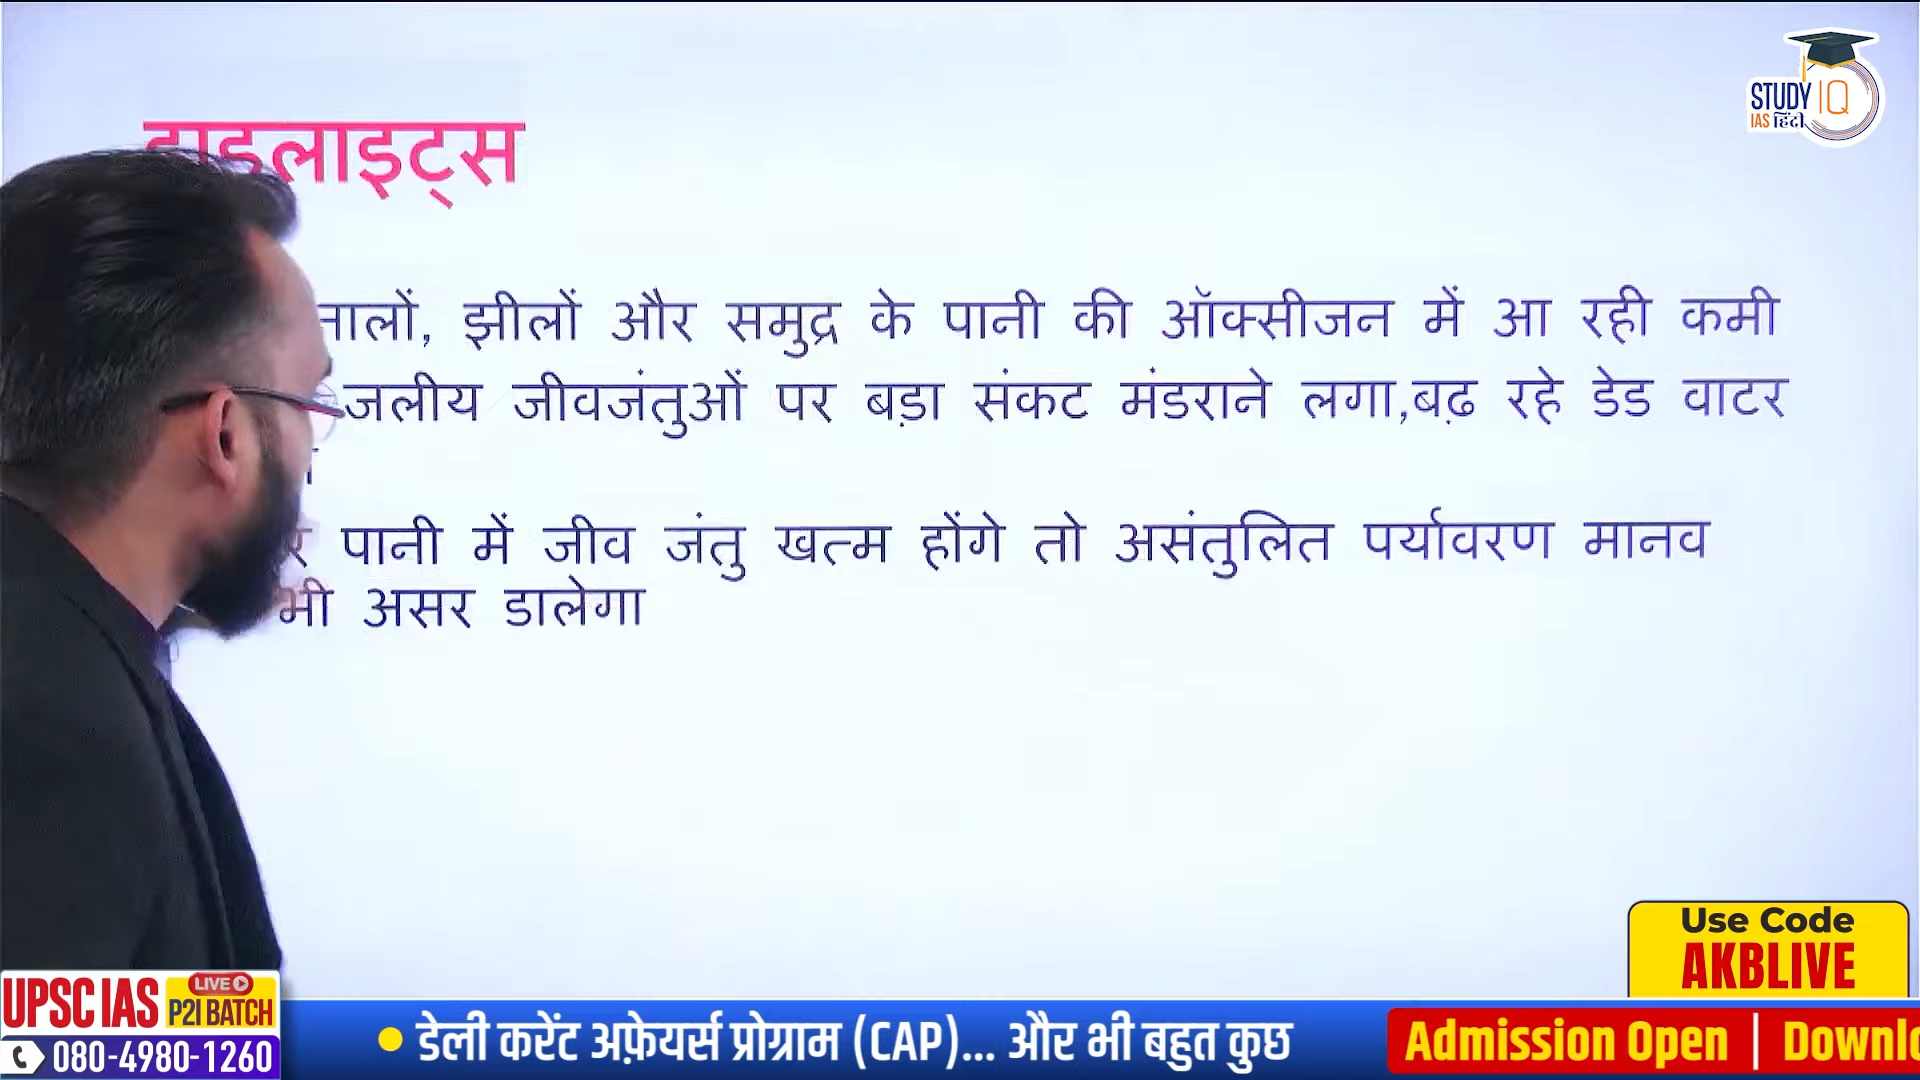 हाइलाइट्स
STUDY IQ
IAS हिंदी
नालों, झीलों और समुद्र के पानी की ऑक्सीजन में आ रही कमी
जलीय जीवजंतुओं पर बड़ा संकट मंडराने लगा,बढ़ रहे डेड वाटर
पानी में जीव जंतु खत्म होंगे तो असंतुलित पर्यावरण मानव
भी असर डालेगा
Use Code
AKBLIVE
UPSC IAS LIVE P2I BATCH
080-4980-1260
डेली करेंट अफ़ेयर्स प्रोग्राम (CAP)... और भी बहुत कुछ
Admission Open | Downlo